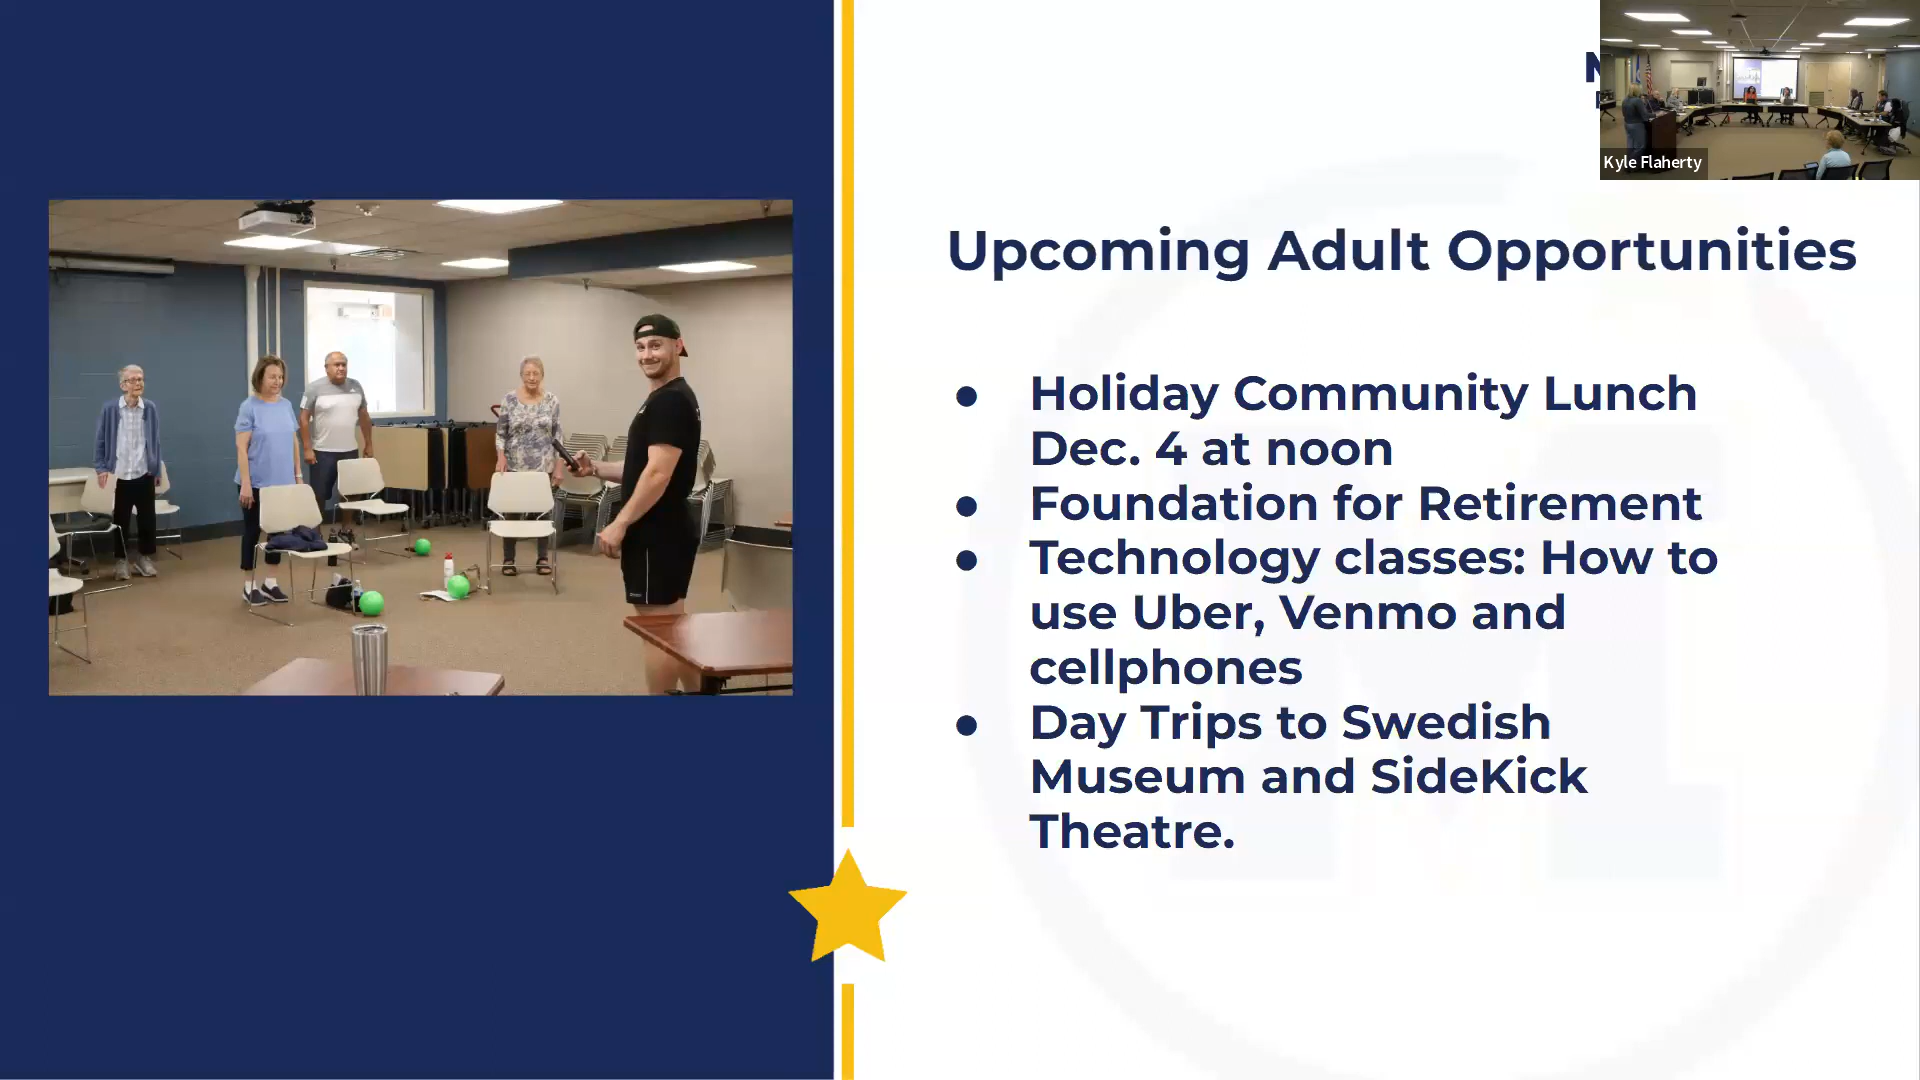 Kyle Flaherty
Upcoming Adult Opportunities
● Holiday Community Lunch
Dec. 4 at noon
● Foundation for Retirement
● Technology classes: How to
use Uber, Venmo and
cellphones
● Day Trips to Swedish
Museum and SideKick
Theatre.